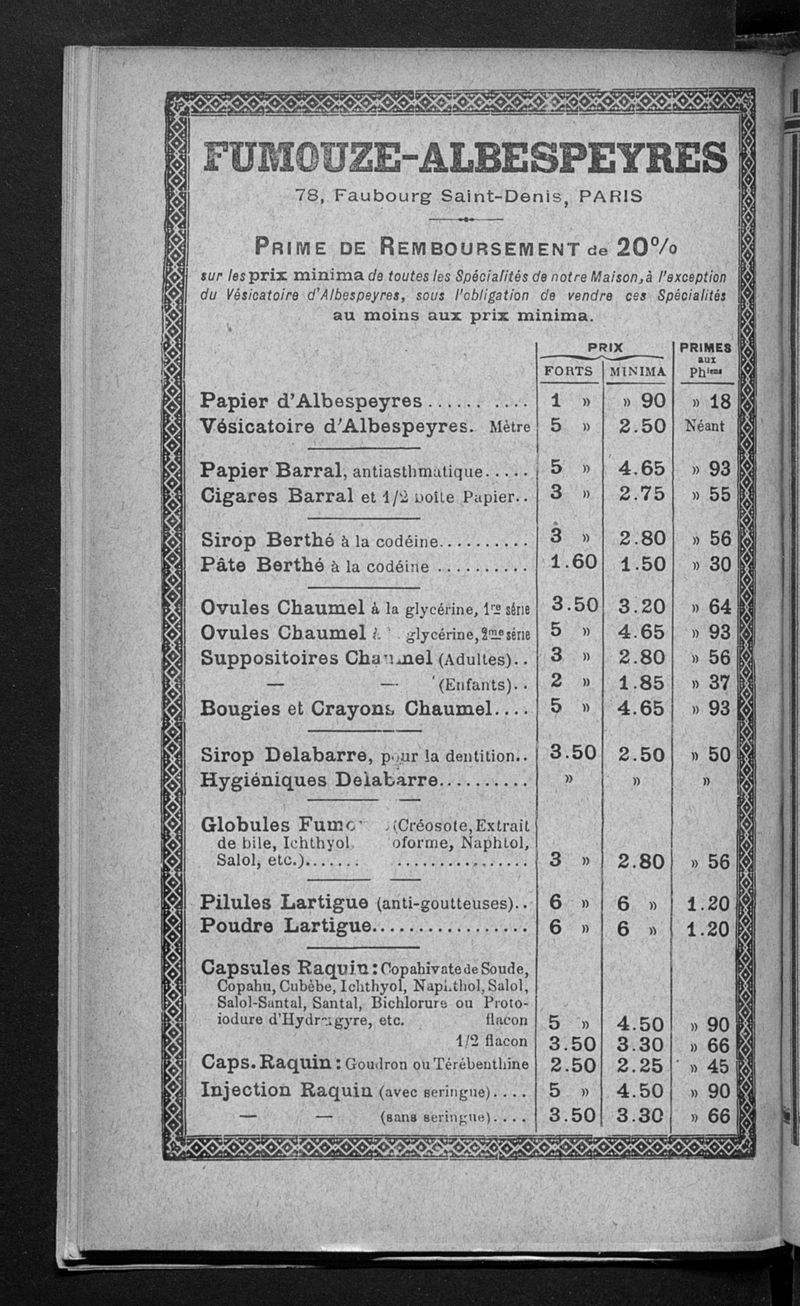 FUMOUZE-ALBESPEYRES
78, Faubourg Saint-Denis, PARIS
PRIME DE REMBOURSEMENT de 20%
sur les prix minima de toutes les Spécialités de notre Maison, à l'exception
du Vésicatoire d'Albespeyres, sous l'obligation de vendre ces Spécialités
au moins aux prix minima.
PRIX PRIMES
aux
FORTS MINIMA Phiens
Papier d'Albespeyres .......... 1 » » 90 » 18
Vésicatoire d'Albespeyres. Mètre 5 » 2.50 Néant
Papier Barral, antiasthmatique..... 5 » 4.65 » 93
Cigares Barral et 1/2 boîte Papier.. 3 » 2.75 » 55
Sirop Berthé à la codéine.......... 3 » 2.80 » 56
Pâte Berthé à la codéine .......... 1.60 1.50 » 30
Ovules Chaumel à la glycérine, 1re série 3.50 3.20 » 64
Ovules Chaumel glycérine, 2me série 5 » 4.65 » 93
Suppositoires Chaumel (Adultes).. 3 » 2.80 » 56
— — (Enfants).. 2 » 1.85 » 37
Bougies et Crayons Chaumel.... 5 » 4.65 » 93
Sirop Delabarre, pour la dentition.. 3.50 2.50 » 50
Hygiéniques Delabarre.......... » » »
Globules (Créosote, Extrait
de bile, Ichthyol, Naphtol,
Salol, etc.)....... ................ 3 » 2.80 » 56
Pilules Lartigue (anti-goutteuses).. 6 » 6 » 1.20
Poudre Lartigue................. 6 » 6 » 1.20
Capsules Raquin : Copahivate de Soude,
Copahu, Cubèbe, Ichthyol, Naphthol, Salol,
Salol-Santal, Santal, Bichlorure ou Proto-
iodure d'Hydrargyre, etc. flacon 5 » 4.50 » 90
1/2 flacon 3.50 3.30 » 66
Caps. Raquin : Goudron ou Térébenthine 2.50 2.25 » 45
Injection Raquin (avec seringue).... 5 » 4.50 » 90
— — (sans seringue).... 3.50 3.30 » 66